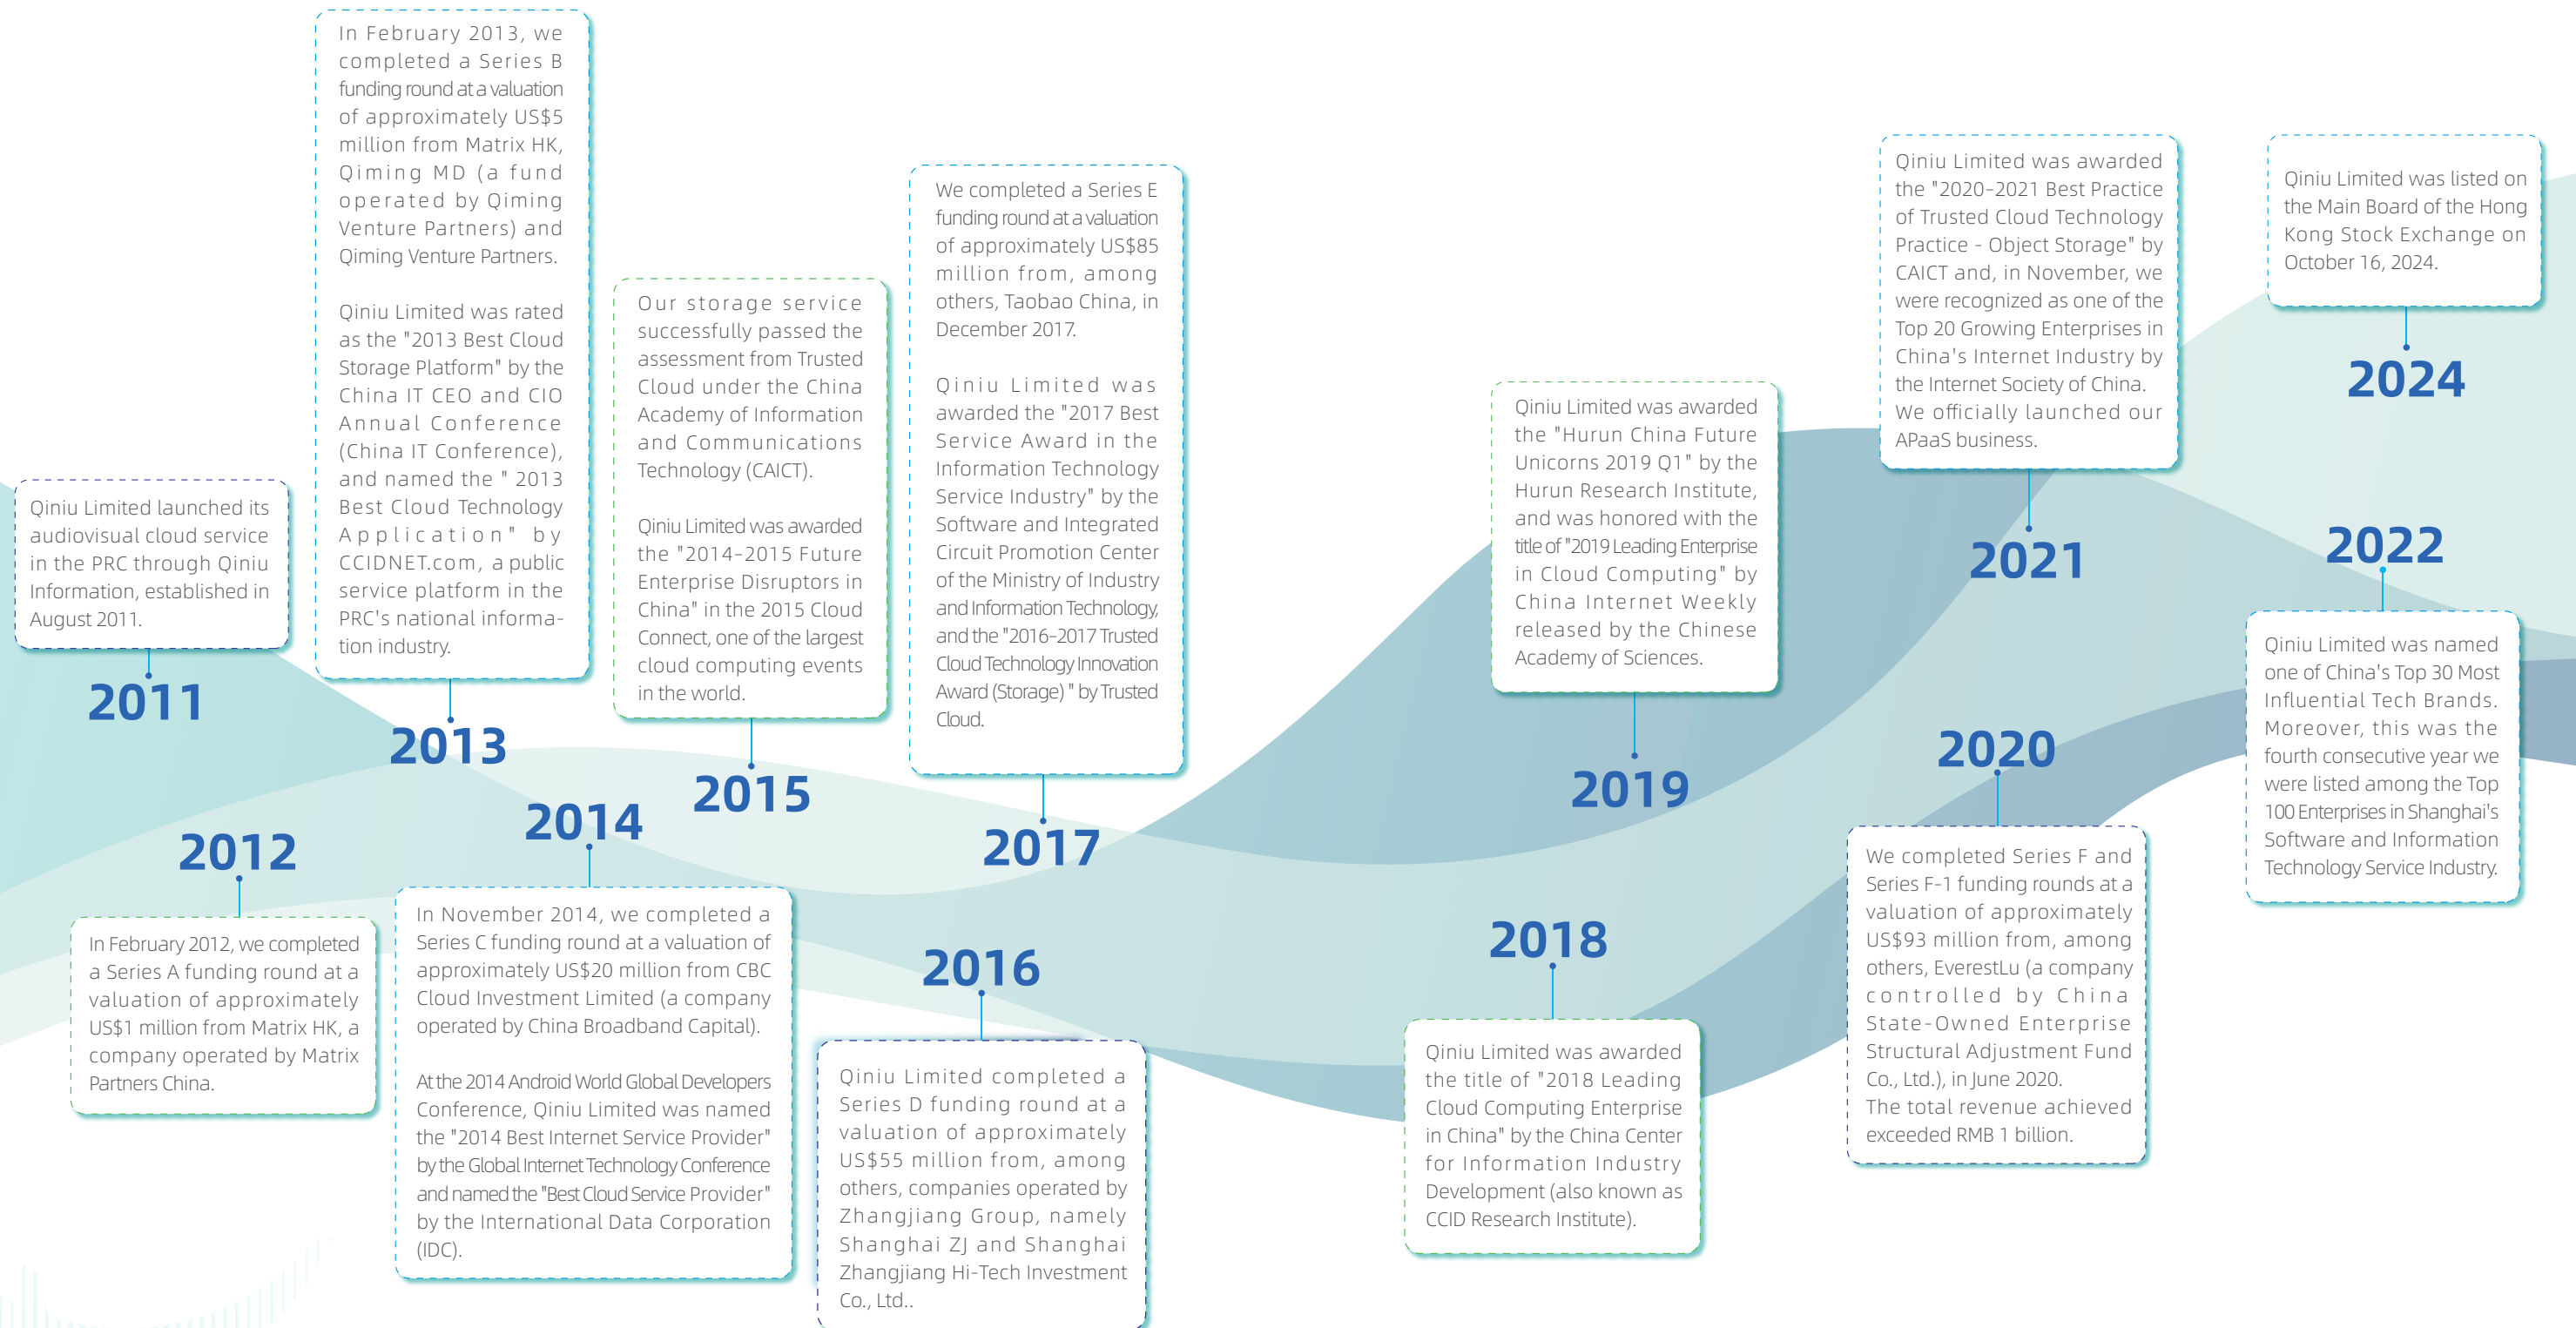 Qiniu Limited launched its
audiovisual cloud service
in the PRC through Qiniu
Information, established in
August 2011.
2011
2012
In February 2012, we completed
a Series A funding round at a
valuation of approximately
US$1 million from Matrix HK, a
company operated by Matrix
Partners China.
In February 2013, we
completed a Series B
funding round at a valuation
of approximately US$5
million from Matrix HK,
Qiming MD (a fund
operated by Qiming
Venture Partners) and
Qiming Venture Partners.
Qiniu Limited was rated
as the "2013 Best Cloud
Storage Platform" by the
China IT CEO and CIO
Annual Conference
(China IT Conference),
and named the " 2013
Best Cloud Technology
Application" by
CCIDNET.com, a public
service platform in the
PRC's national informa-
tion industry.
2013
2014
In November 2014, we completed a
Series C funding round at a valuation of
approximately US$20 million from CBC
Cloud Investment Limited (a company
operated by China Broadband Capital).
At the 2014 Android World Global Developers
Conference, Qiniu Limited was named
the "2014 Best Internet Service Provider"
by the Global Internet Technology Conference
and named the "Best Cloud Service Provider"
by the International Data Corporation
(IDC).
Our storage service
successfully passed the
assessment from Trusted
Cloud under the China
Academy of Information
and Communications
Technology (CAICT).
Qiniu Limited was awarded
the "2014–2015 Future
Enterprise Disruptors in
China" in the 2015 Cloud
Connect, one of the largest
cloud computing events
in the world.
2015
2016
Qiniu Limited completed a
Series D funding round at a
valuation of approximately
US$55 million from, among
others, companies operated by
Zhangjiang Group, namely
Shanghai ZJ and Shanghai
Zhangjiang Hi-Tech Investment
Co., Ltd..
We completed a Series E
funding round at a valuation
of approximately US$85
million from, among
others, Taobao China, in
December 2017.
Qiniu Limited was
awarded the "2017 Best
Service Award in the
Information Technology
Service Industry" by the
Software and Integrated
Circuit Promotion Center
of the Ministry of Industry
and Information Technology,
and the "2016–2017 Trusted
Cloud Technology Innovation
Award (Storage) " by Trusted
Cloud.
2017
2018
Qiniu Limited was awarded
the title of "2018 Leading
Cloud Computing Enterprise
in China" by the China Center
for Information Industry
Development (also known as
CCID Research Institute).
Qiniu Limited was awarded
the "Hurun China Future
Unicorns 2019 Q1" by the
Hurun Research Institute,
and was honored with the
title of "2019 Leading Enterprise
in Cloud Computing" by
China Internet Weekly
released by the Chinese
Academy of Sciences.
2019
2020
We completed Series F and
Series F-1 funding rounds at a
valuation of approximately
US$93 million from, among
others, EverestLu (a company
controlled by China
State-Owned Enterprise
Structural Adjustment Fund
Co., Ltd.), in June 2020.
The total revenue achieved
exceeded RMB 1 billion.
Qiniu Limited was awarded
the "2020–2021 Best Practice
of Trusted Cloud Technology
Practice - Object Storage" by
CAICT and, in November, we
were recognized as one of the
Top 20 Growing Enterprises in
China's Internet Industry by
the Internet Society of China.
We officially launched our
APaaS business.
2021
2022
Qiniu Limited was named
one of China's Top 30 Most
Influential Tech Brands.
Moreover, this was the
fourth consecutive year we
were listed among the Top
100 Enterprises in Shanghai's
Software and Information
Technology Service Industry.
Qiniu Limited was listed on
the Main Board of the Hong
Kong Stock Exchange on
October 16, 2024.
2024